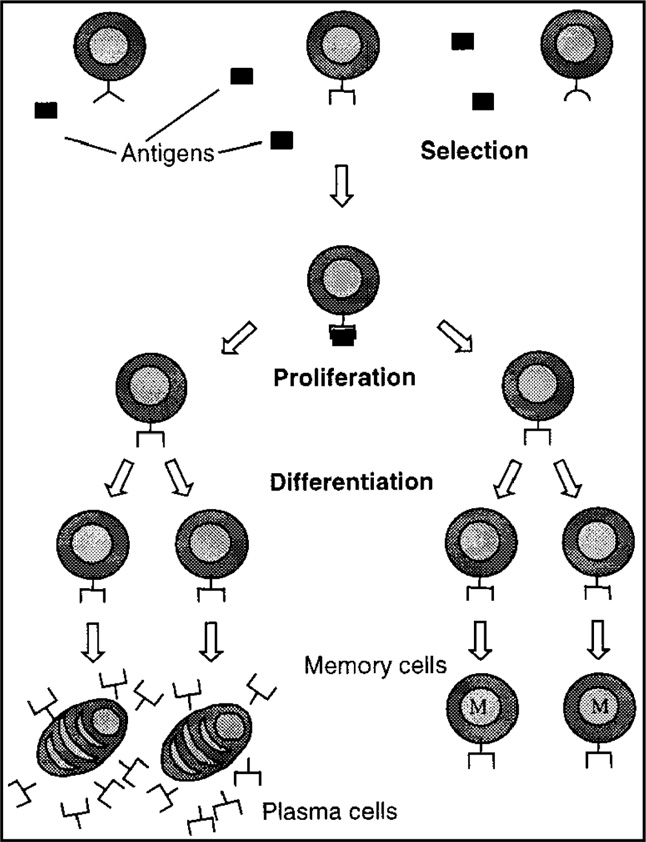 Antigens
Selection
Proliferation
Differentiation
Memory cells
M
M
Plasma cells